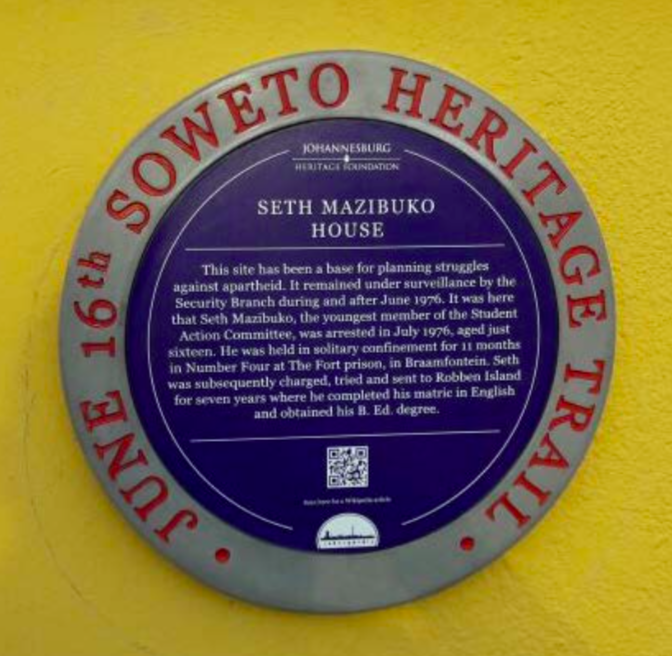 JUNE 16th SOWETO HERITAGE TRAIL
JOHANNESBURG
HERITAGE FOUNDATION
SETH MAZIBUKO
HOUSE
This site has been a base for planning struggles
against apartheid. It remained under surveillance by the
Security Branch during and after June 1976. It was here
that Seth Mazibuko, the youngest member of the Student
Action Committee, was arrested in July 1976, aged just
sixteen. He was held in solitary confinement for 11 months
in Number Four at The Fort prison, in Braamfontein. Seth
was subsequently charged, tried and sent to Robben Island
for seven years where he completed his matric in English
and obtained his B. Ed. degree.
Scan here for a Wikipedia article